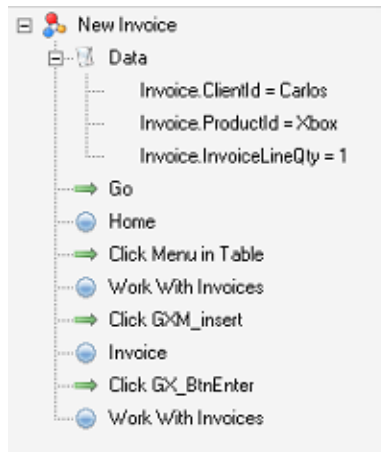 New Invoice
Data
Invoice.ClientId = Carlos
Invoice.ProductId = Xbox
Invoice.InvoiceLineQty = 1
Go
Home
Click Menu in Table
Work With Invoices
Click GXM_insert
Invoice
Click GX_BtnEnter
Work With Invoices